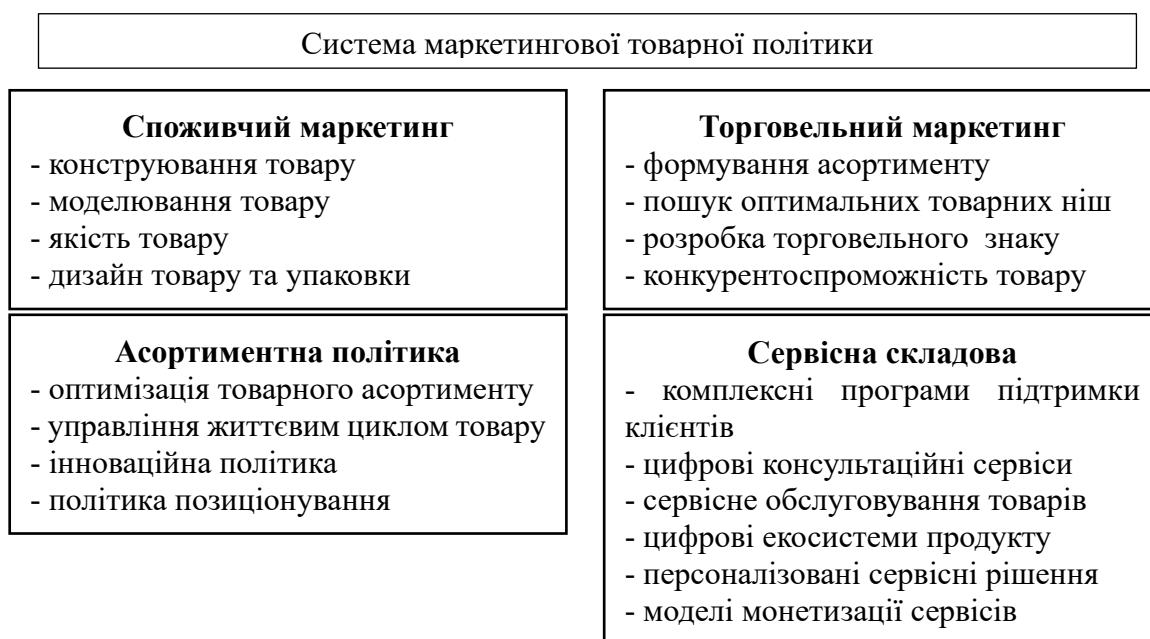 Система маркетингової товарної політики
Споживчий маркетинг
- конструювання товару
- моделювання товару
- якість товару
- дизайн товару та упаковки
Торговельний маркетинг
- формування асортименту
- пошук оптимальних товарних ніш
- розробка торговельного знаку
- конкурентоспроможність товару
Асортиментна політика
- оптимізація товарного асортименту
- управління життєвим циклом товару
- інноваційна політика
- політика позиціонування
Сервісна складова
- комплексні програми підтримки
клієнтів
- цифрові консультаційні сервіси
- сервісне обслуговування товарів
- цифрові екосистеми продукту
- персоналізовані сервісні рішення
- моделі монетизації сервісів